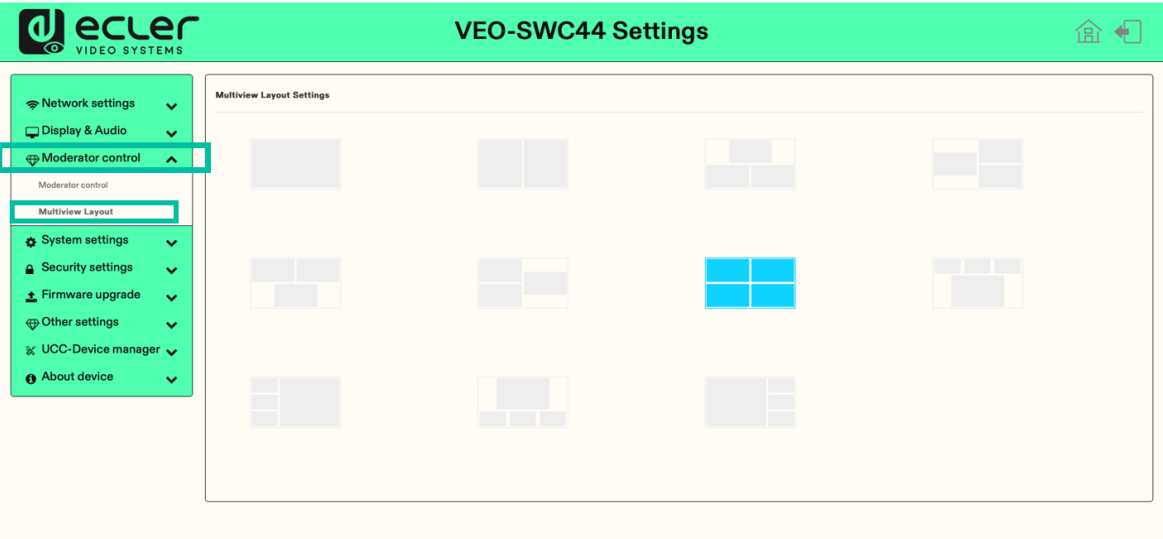 ecler
VIDEO SYSTEMS
VEO-SWC44 Settings
Network settings
Display & Audio
Moderator control
Moderator control
Multiview Layout
System settings
Security settings
Firmware upgrade
Other settings
UCC-Device manager
About device
Multiview Layout Settings